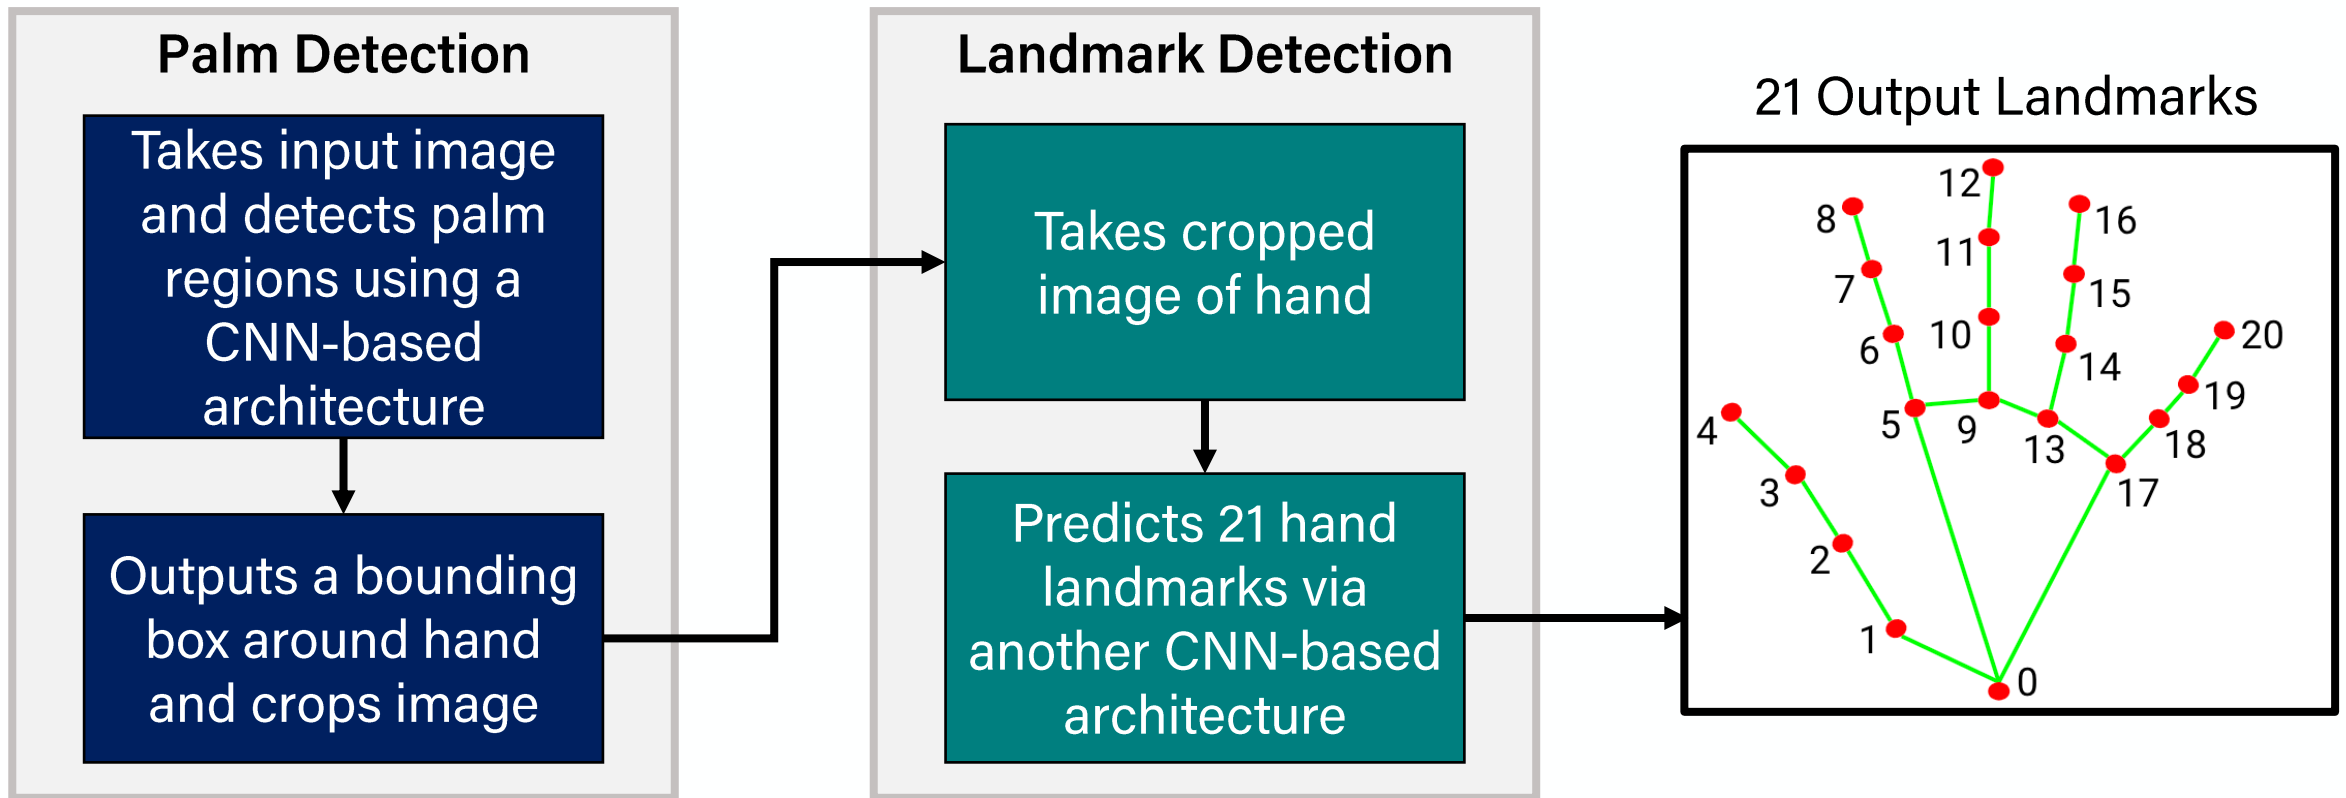 Palm Detection
Takes input image
and detects palm
regions using a
CNN-based
architecture
Outputs a bounding
box around hand
and crops image
Landmark Detection
Takes cropped
image of hand
Predicts 21 hand
landmarks via
another CNN-based
architecture
21 Output Landmarks
12
8
16
11
7
15
10
20
6
14
19
5
9
4
13
18
3
17
2
1
0